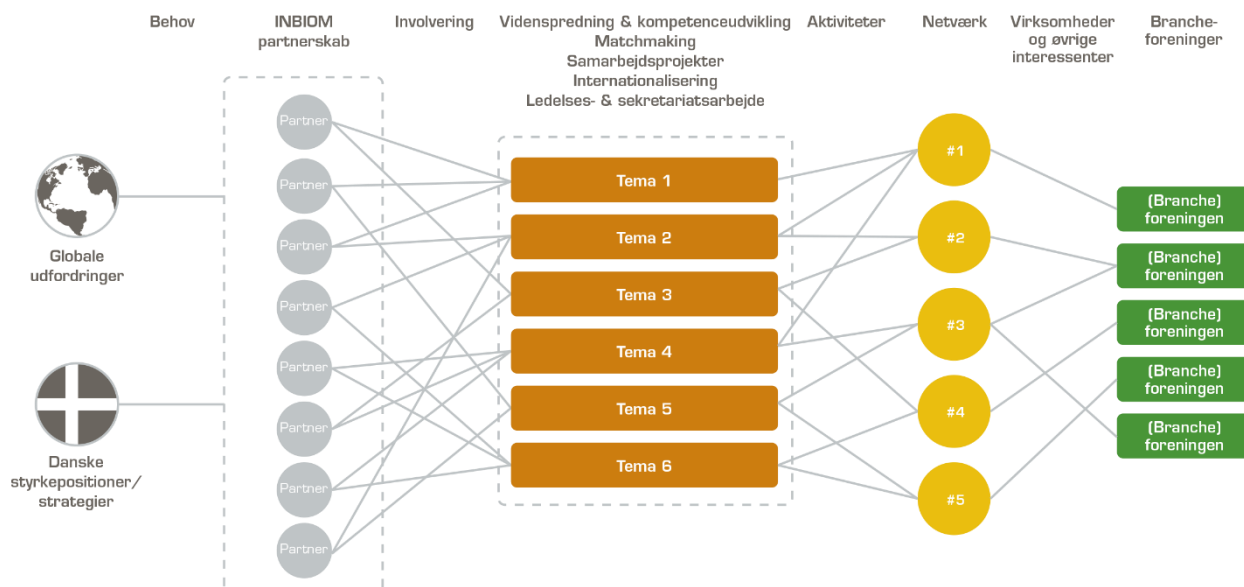 Behov
INBIOM
partnerskab
Involvering
Videnspredning & kompetenceudvikling
Matchmaking
Samarbejdsprojekter
Internationalisering
Ledelses- & sekretariatsarbejde
Aktiviteter
Netværk
Virksomheder
og øvrige
interessenter
Branche-
foreninger
Globale
udfordringer
Danske
styrkepositioner/
strategier
Partner
Partner
Partner
Partner
Partner
Partner
Partner
Partner
Tema 1
Tema 2
Tema 3
Tema 4
Tema 5
Tema 6
#1
#2
#3
#4
#5
(Branche)
foreningen
(Branche)
foreningen
(Branche)
foreningen
(Branche)
foreningen
(Branche)
foreningen